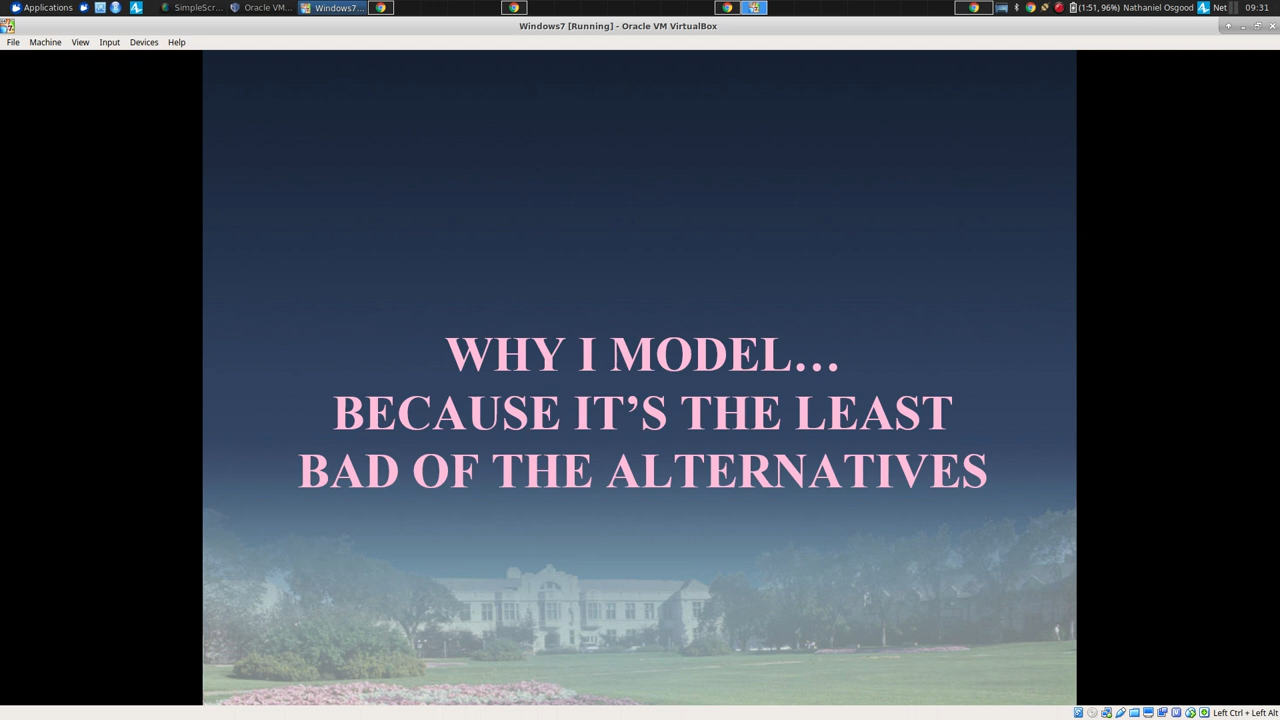 Applications SimpleScr... Oracle VM... Windows7... (1:51, 96%) Nathaniel Osgood Net 09:31
Windows7 [Running] - Oracle VM VirtualBox
File Machine View Input Devices Help
WHY I MODEL…
BECAUSE IT’S THE LEAST
BAD OF THE ALTERNATIVES
Left Ctrl + Left Alt